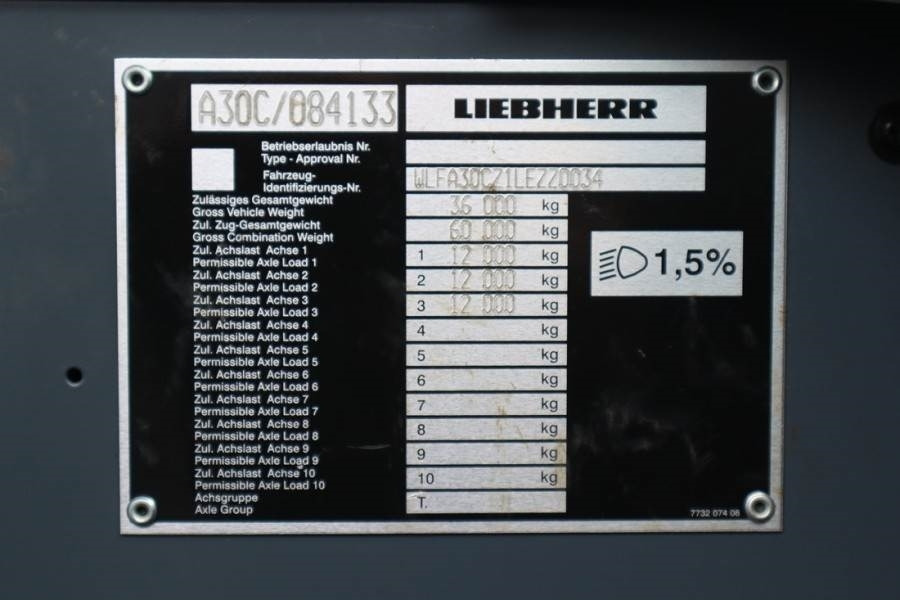 A30C/084133 LIEBHERR
Betriebserlaubnis Nr.
Type - Approval Nr.
Fahrzeug-
Identifizierungs-Nr. WLFA30CZ1LEZZ0034
Zulässiges Gesamtgewicht
Gross Vehicle Weight 36 000 kg
Zul. Zug-Gesamtgewicht
Gross Combination Weight 60 000 kg
Zul. Achslast Achse 1
Permissible Axle Load 1 1 12 000 kg
Zul. Achslast Achse 2
Permissible Axle Load 2 2 12 000 kg
Zul. Achslast Achse 3
Permissible Axle Load 3 3 12 000 kg
Zul. Achslast Achse 4
Permissible Axle Load 4 4 kg
Zul. Achslast Achse 5
Permissible Axle Load 5 5 kg
Zul. Achslast Achse 6
Permissible Axle Load 6 6 kg
Zul. Achslast Achse 7
Permissible Axle Load 7 7 kg
Zul. Achslast Achse 8
Permissible Axle Load 8 8 kg
Zul. Achslast Achse 9
Permissible Axle Load 9 9 kg
Zul. Achslast Achse 10
Permissible Axle Load 10 10 kg
Achsgruppe
Axle Group T.
1,5%
7732 074 08